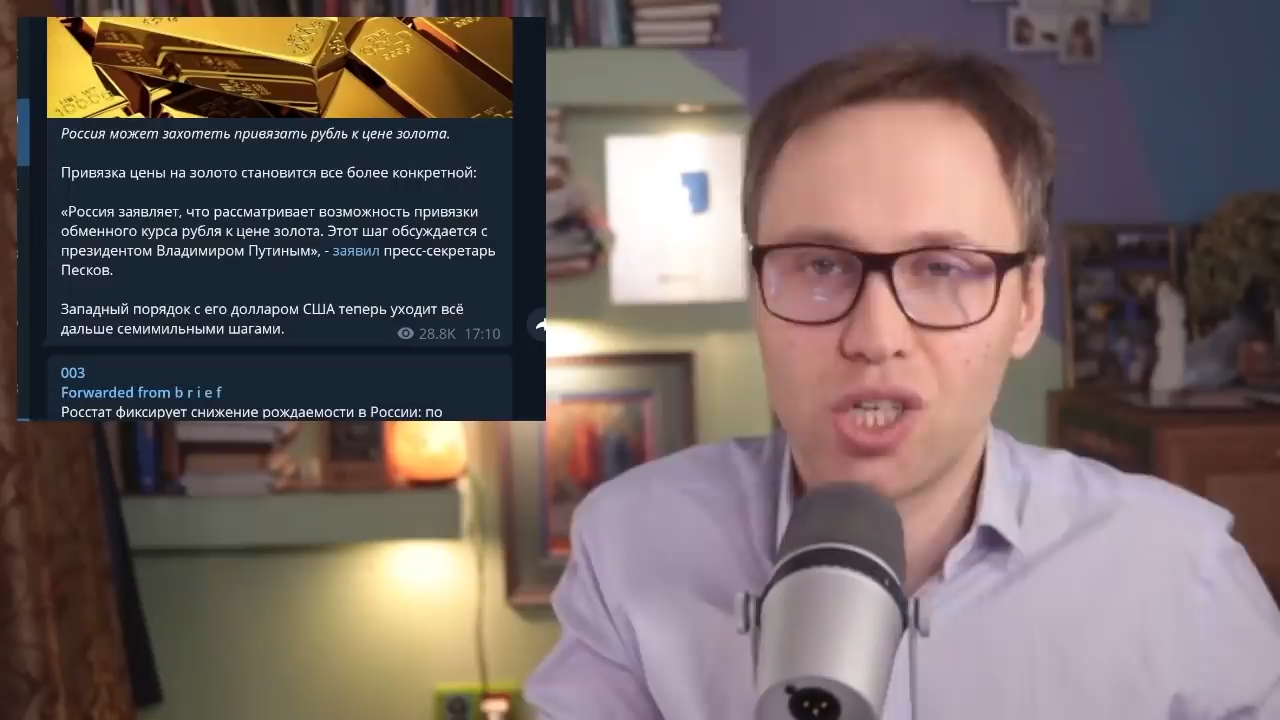 Россия может захотеть привязать рубль к цене золота.
Привязка цены на золото становится все более конкретной:
«Россия заявляет, что рассматривает возможность привязки
обменного курса рубля к цене золота. Этот шаг обсуждается с
президентом Владимиром Путиным», - заявил пресс-секретарь
Песков.
Западный порядок с его долларом США теперь уходит всё
дальше семимильными шагами.
28.8K 17:10
003
Forwarded from b r i e f
Росстат фиксирует снижение рождаемости в России: по